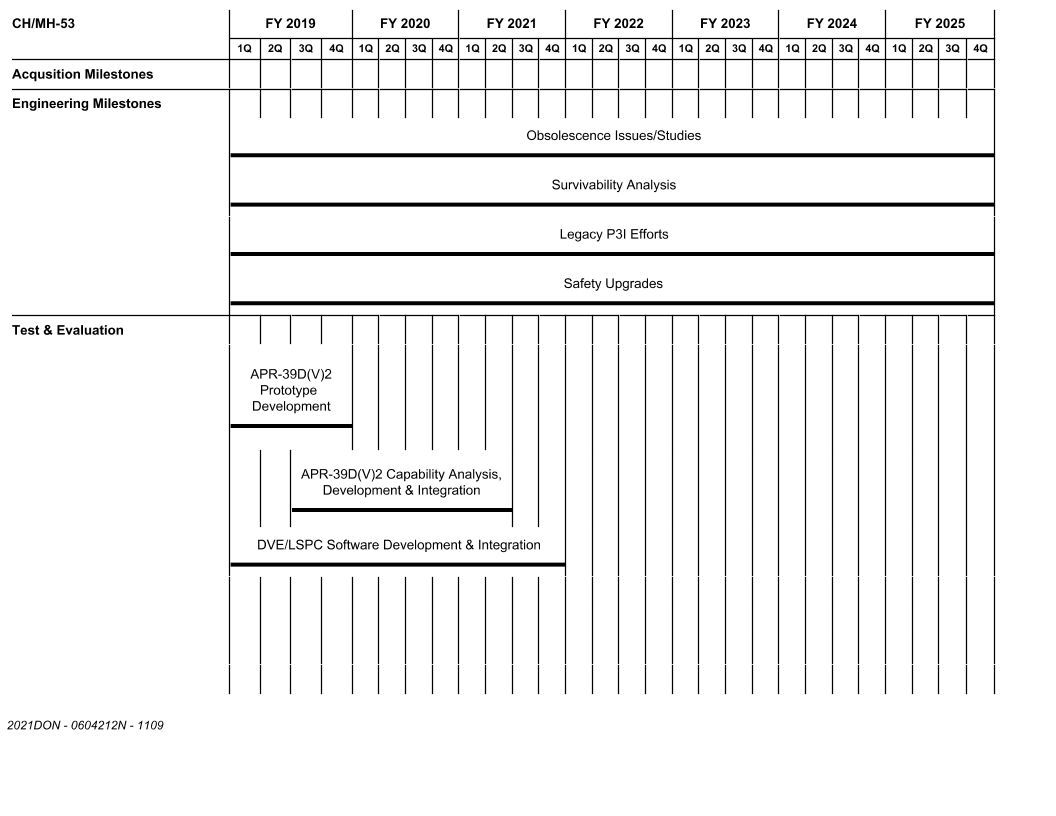 CH/MH-53 FY 2019 FY 2020 FY 2021 FY 2022 FY 2023 FY 2024 FY 2025
1Q 2Q 3Q 4Q 1Q 2Q 3Q 4Q 1Q 2Q 3Q 4Q 1Q 2Q 3Q 4Q 1Q 2Q 3Q 4Q 1Q 2Q 3Q 4Q 1Q 2Q 3Q 4Q
Acqusition Milestones
Engineering Milestones
Obsolescence Issues/Studies
Survivability Analysis
Legacy P3I Efforts
Safety Upgrades
Test & Evaluation
APR-39D(V)2
Prototype
Development
APR-39D(V)2 Capability Analysis,
Development & Integration
DVE/LSPC Software Development & Integration
2021DON - 0604212N - 1109